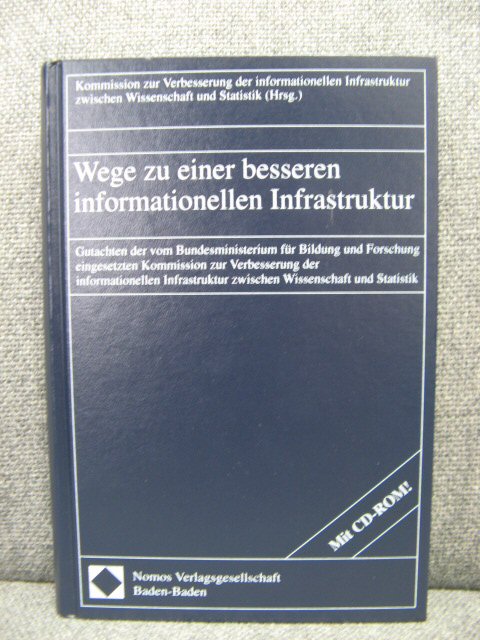 Kommission zur Verbesserung der informationellen Infrastruktur
zwischen Wissenschaft und Statistik (Hrsg.)
Wege zu einer besseren
informationellen Infrastruktur
Gutachten der vom Bundesministerium für Bildung und Forschung
eingesetzten Kommission zur Verbesserung der
informationellen Infrastruktur zwischen Wissenschaft und Statistik
Mit CD-ROM!
Nomos Verlagsgesellschaft
Baden-Baden